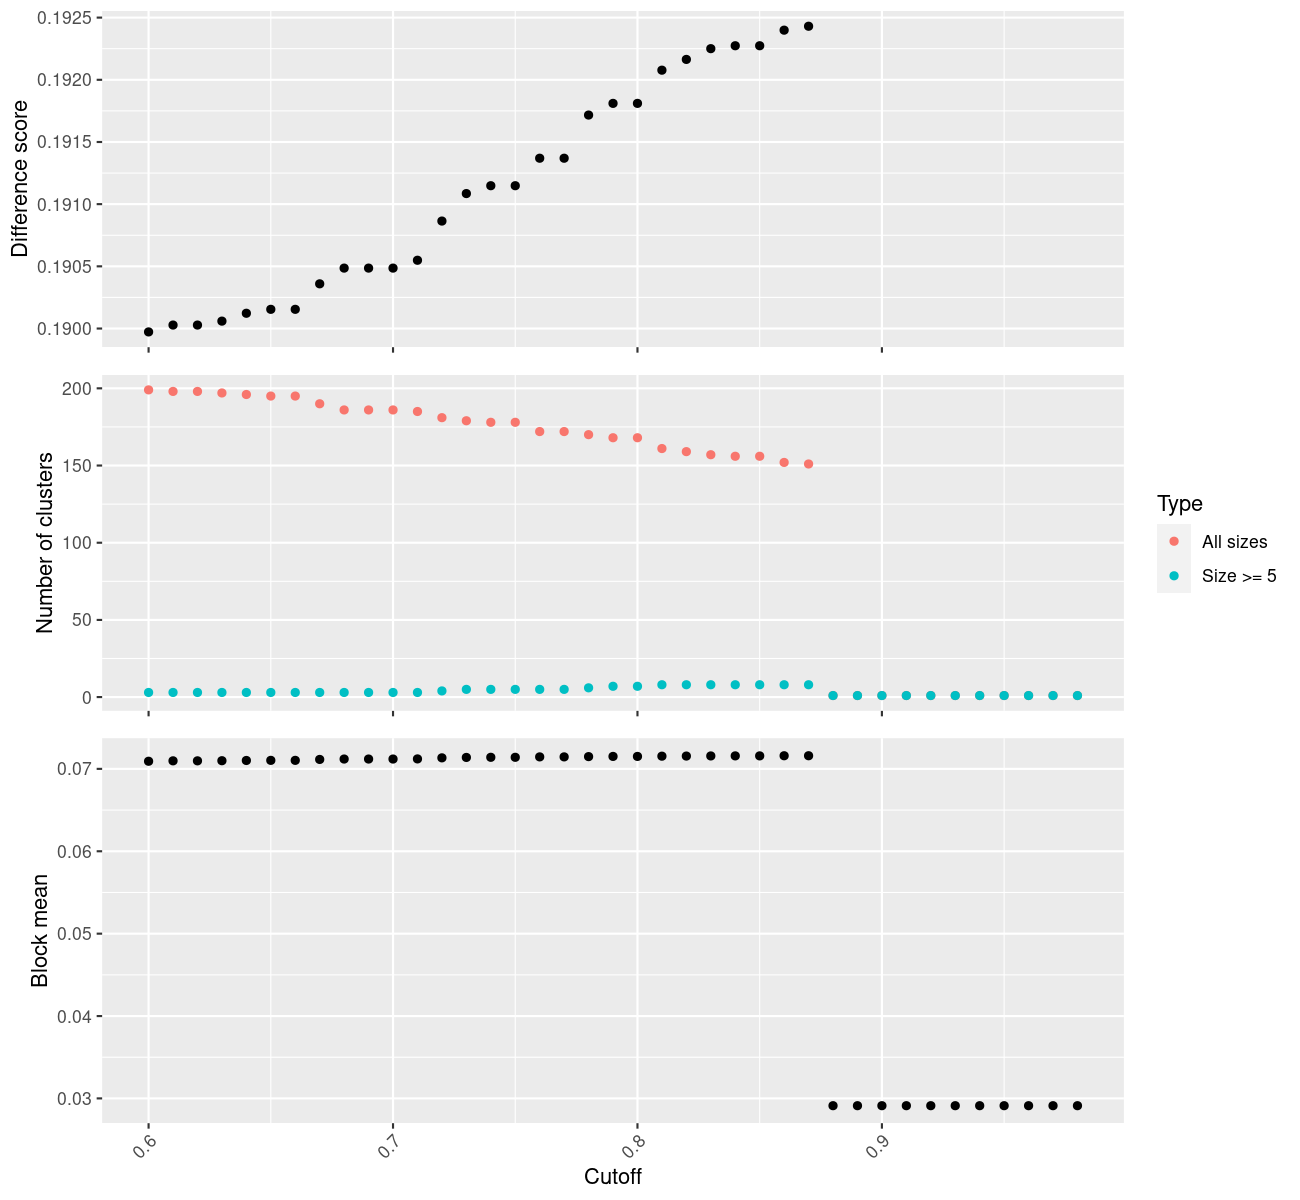 Difference score
0.1925
0.1920
0.1915
0.1910
0.1905
0.1900
Number of clusters
200
150
100
50
0
Type
All sizes
Size >= 5
Block mean
0.07
0.06
0.05
0.04
0.03
0.6
0.7
0.8
0.9
Cutoff